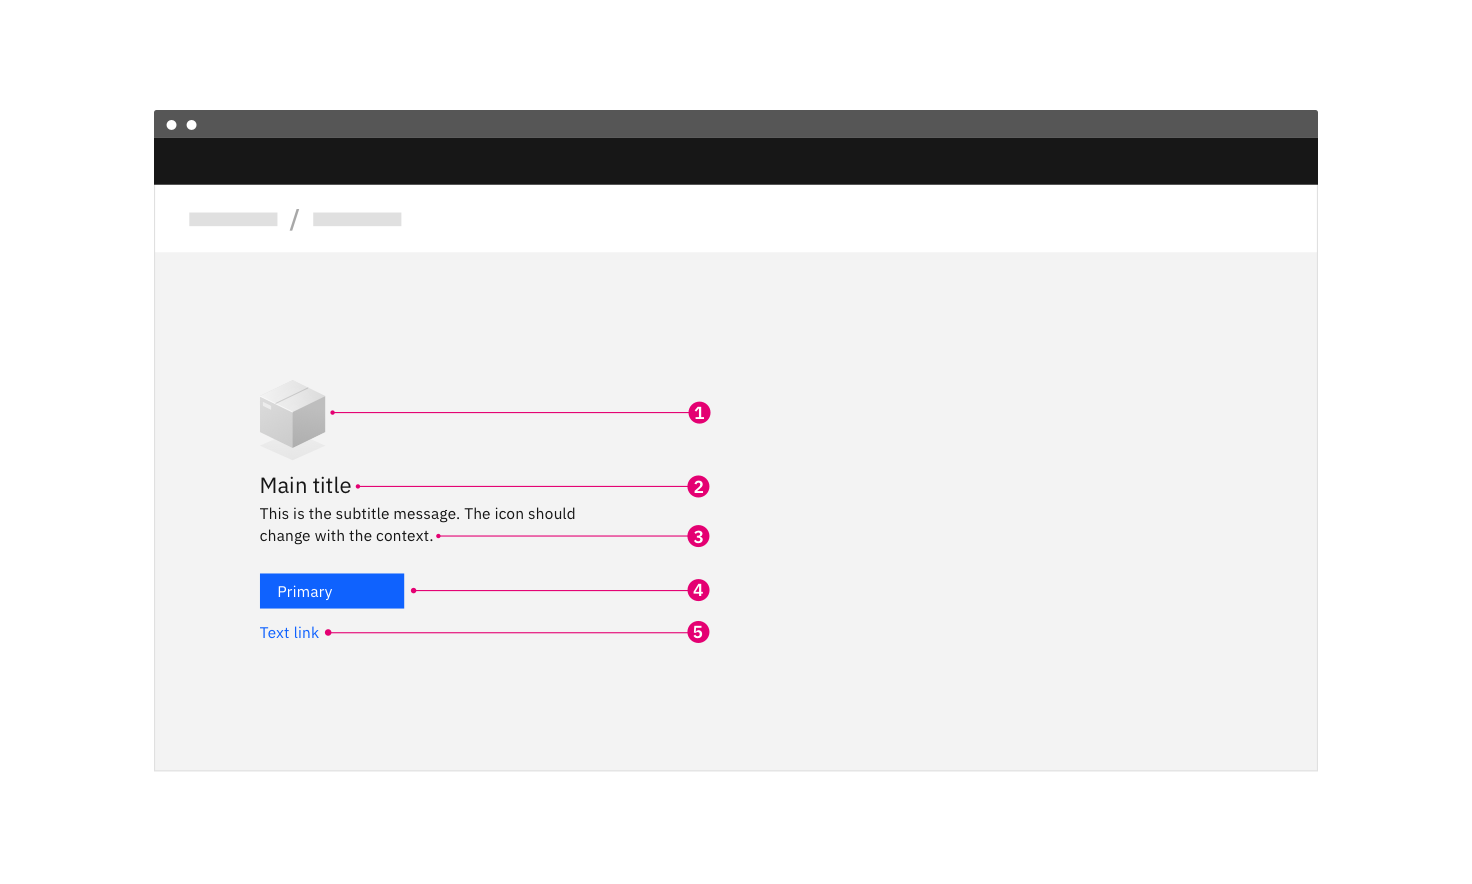 /
1
Main title
2
This is the subtitle message. The icon should
change with the context.
3
Primary
4
Text link
5